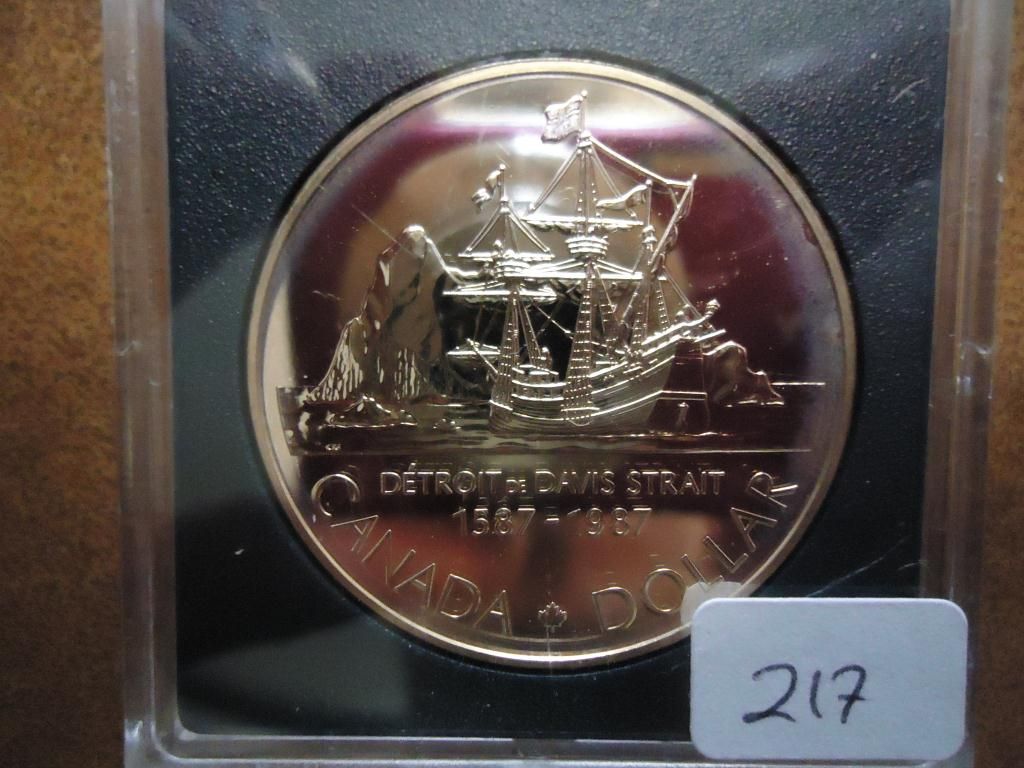 DÉTROIT DE DAVIS STRAIT
1587-1987
CANADA DOLLAR
217